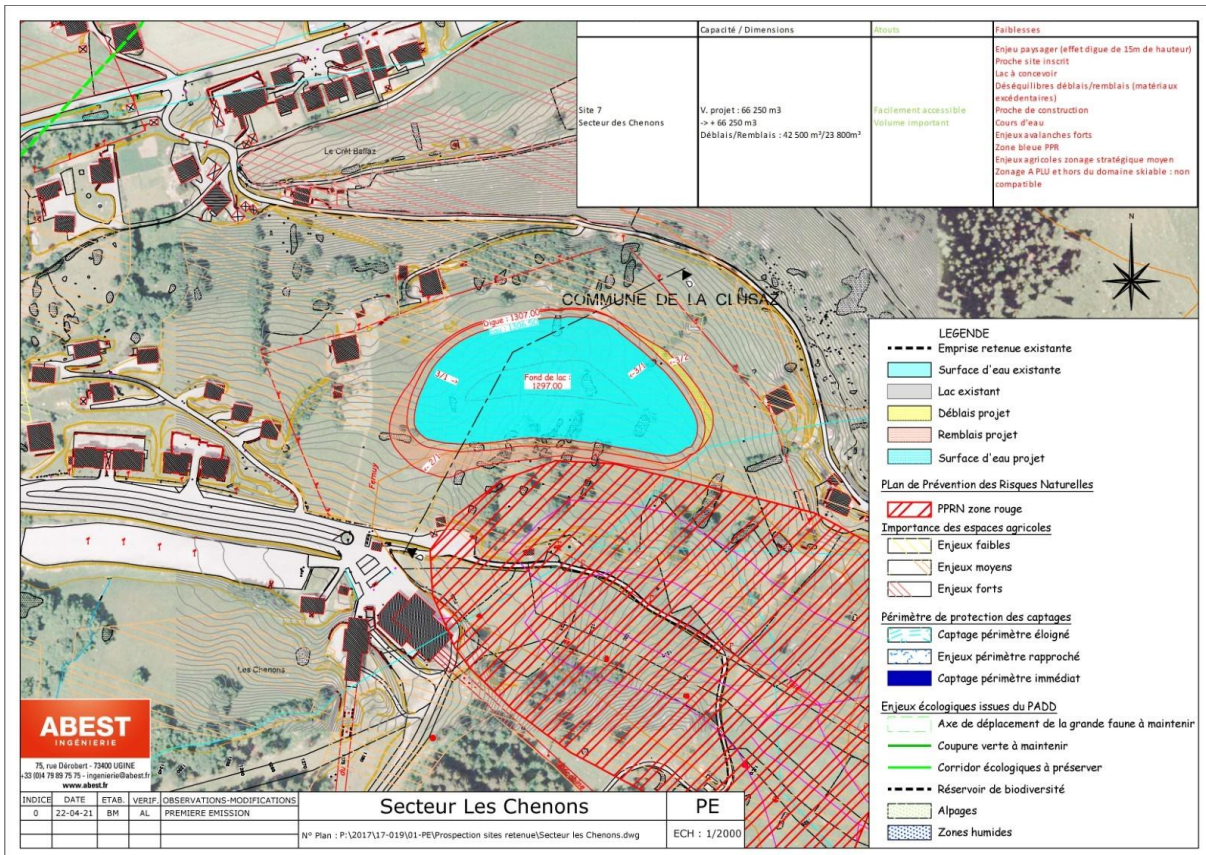 Capacité / Dimensions
Atouts
Faiblesses
Site 7
Secteur des Chenons
V. projet : 66 250 m3
-> + 66 250 m3
Déblais/Remblais : 42 500 m³/23 800m³
Facilement accessible
Volume important
Enjeu paysager (effet digue de 15m de hauteur)
Proche site inscrit
Lac à concevoir
Déséquilibres déblais/remblais (matériaux
excédentaires)
Proche de construction
Cours d'eau
Enjeux avalanches forts
Zone bleue PPR
Enjeux agricoles zonage stratégique moyen
Zonage A PLU et hors du domaine skiable : non
compatible
Le Crêt Battaz
N
COMMUNE DE LA CLUSAZ
Digue : 1307.00
Fond de lac :
1297.00
3/1
3/1
3/2
2/1
Les Chenons
LEGENDE
Emprise retenue existante
Surface d'eau existante
Lac existant
Déblais projet
Remblais projet
Surface d'eau projet
PLan de Prévention des Risques Naturelles
PPRN zone rouge
Importance des espaces agricoles
Enjeux faibles
Enjeux moyens
Enjeux forts
Périmètre de protection des captages
Captage périmètre éloigné
Enjeux périmètre rapproché
Captage périmètre immédiat
Enjeux écologiques issues du PADD
Axe de déplacement de la grande faune à maintenir
Coupure verte à maintenir
Corridor écologiques à préserver
Réservoir de biodiversité
Alpages
Zones humides
ABEST
INGÉNIERIE
75, rue Dérobert - 73400 UGINE
+33 (0)4 79 89 75 75 - ingenierie@abest.fr
www.abest.fr
INDICE DATE ETAB. VERIF. OBSERVATIONS-MODIFICATIONS
0 22-04-21 BM AL PREMIERE EMISSION
Secteur Les Chenons
PE
N° Plan : P:\2017\17-019\01-PE\Prospection sites retenue\Secteur les Chenons.dwg
ECH : 1/2000